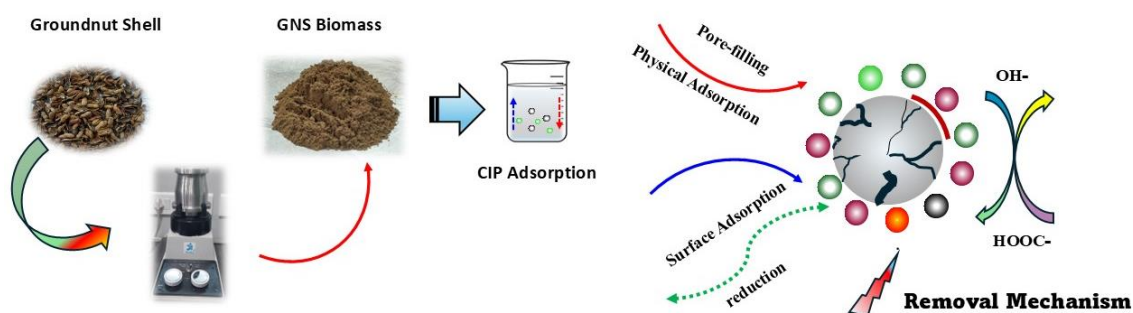 Groundnut Shell
GNS Biomass
CIP Adsorption
Pore-filling
Physical Adsorption
Surface Adsorption
reduction
OH-
HOOC-
Removal Mechanism